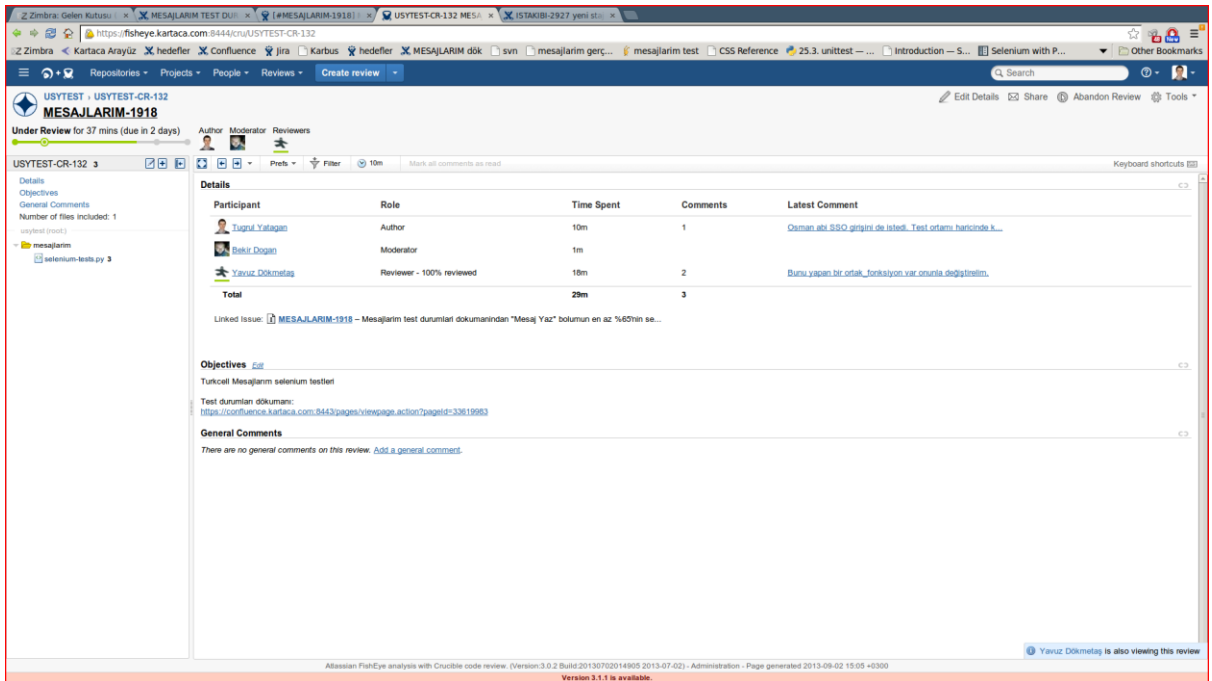 Z Zimbra: Gelen Kutusu
MESAJLARIM TEST DUR
[#MESAJLARIM-1918]
USYTEST-CR-132 MESA
ISTAKIBI-2927 yeni sta
https://fisheye.kartaca.com:8444/cru/USYTEST-CR-132
Z Zimbra Kartaca Arayüz hedefler Confluence Jira Karbus hedefler MESAJLARIM dök svn mesajlarim gerç... mesajlarim test CSS Reference 25.3. unittest — ... Introduction — S... Selenium with P... Other Bookmarks
Repositories Projects People Reviews Create review Search
USYTEST USYTEST-CR-132
Edit Details Share Abandon Review Tools
MESAJLARIM-1918
Under Review for 37 mins (due in 2 days) Author Moderator Reviewers
USYTEST-CR-132 3 Prefs Filter 10m Mark all comments as read Keyboard shortcuts
Details
Objectives
General Comments
Number of files included: 1
usytest (root:)
mesajlarim
selenium-tests.py 3
Details
Participant Role Time Spent Comments Latest Comment
Tugrul Yatagan Author 10m 1 Osman abi SSO girişini de istedi. Test ortamı haricinde k...
Bekir Dogan Moderator 1m
Yavuz Dökmetaş Reviewer - 100% reviewed 18m 2 Bunu yapan bir ortak_fonksiyon var onunla değiştirelim.
Total 29m 3
Linked Issue: MESAJLARIM-1918 – Mesajlarim test durumlari dokumanindan "Mesaj Yaz" bolumun en az %65'nin se...
Objectives Edit
Turkcell Mesajlarım selenium testleri
Test durumları dökumanı:
https://confluence.kartaca.com:8443/pages/viewpage.action?pageId=33619983
General Comments
There are no general comments on this review. Add a general comment.
Yavuz Dökmetaş is also viewing this review
Atlassian FishEye analysis with Crucible code review. (Version:3.0.2 Build:20130702014905 2013-07-02) - Administration - Page generated 2013-09-02 15:05 +0300
Version 3.1.1 is available.